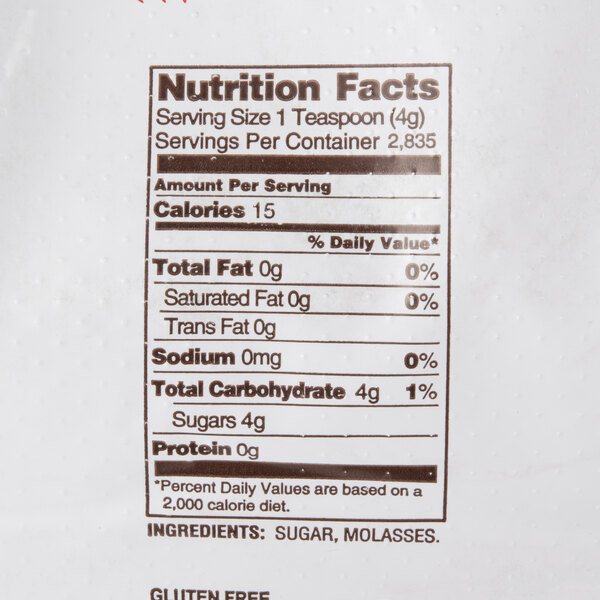 Nutrition Facts
Serving Size 1 Teaspoon (4g)
Servings Per Container 2,835
Amount Per Serving
Calories 15
% Daily Value*
Total Fat 0g 0%
Saturated Fat 0g 0%
Trans Fat 0g
Sodium 0mg 0%
Total Carbohydrate 4g 1%
Sugars 4g
Protein 0g
*Percent Daily Values are based on a
2,000 calorie diet.
INGREDIENTS: SUGAR, MOLASSES.
GLUTEN FREE